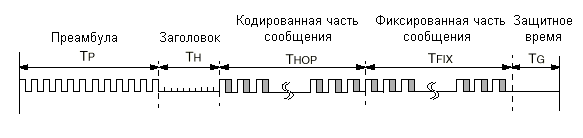 Преамбула
Заголовок
Кодированная часть
сообщения
Фиксированная часть
сообщения
Защитное
время
TP
TH
THOP
TFIX
TG